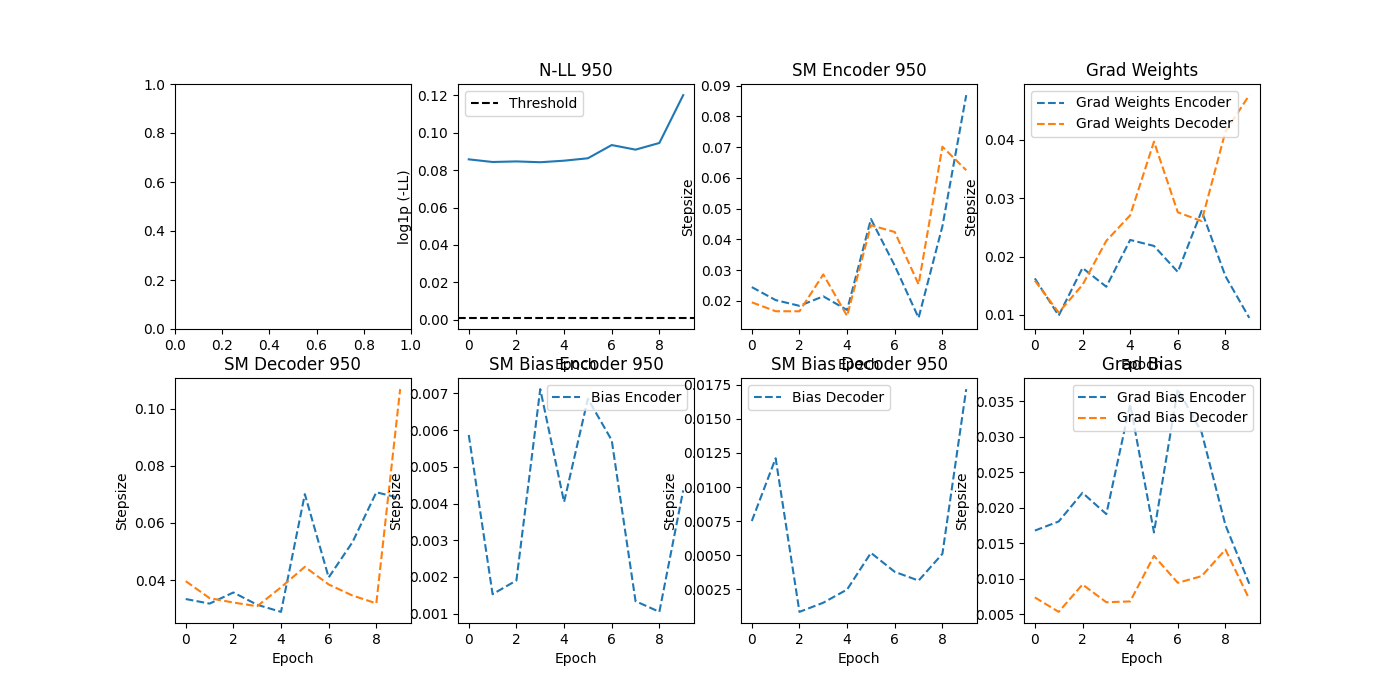 N-LL 950
SM Encoder 950
Grad Weights
1.0
0.8
0.6
0.4
0.2
0.0
0.0 0.2 0.4 0.6 0.8 1.0
log1p (-LL)
0.12
0.10
0.08
0.06
0.04
0.02
0.00
Threshold
0 2 4 6 8
Epoch
Stepsize
0.09
0.08
0.07
0.06
0.05
0.04
0.03
0.02
0 2 4 6 8
Epoch
Stepsize
0.04
0.03
0.02
0.01
Grad Weights Encoder
Grad Weights Decoder
0 2 4 6 8
Epoch
SM Decoder 950
SM Bias Encoder 950
SM Bias Decoder 950
Grad Bias
Stepsize
0.10
0.08
0.06
0.04
0 2 4 6 8
Epoch
Stepsize
0.007
0.006
0.005
0.004
0.003
0.002
0.001
Bias Encoder
0 2 4 6 8
Epoch
Stepsize
0.0175
0.0150
0.0125
0.0100
0.0075
0.0050
0.0025
Bias Decoder
0 2 4 6 8
Epoch
Stepsize
0.035
0.030
0.025
0.020
0.015
0.010
0.005
Grad Bias Encoder
Grad Bias Decoder
0 2 4 6 8
Epoch